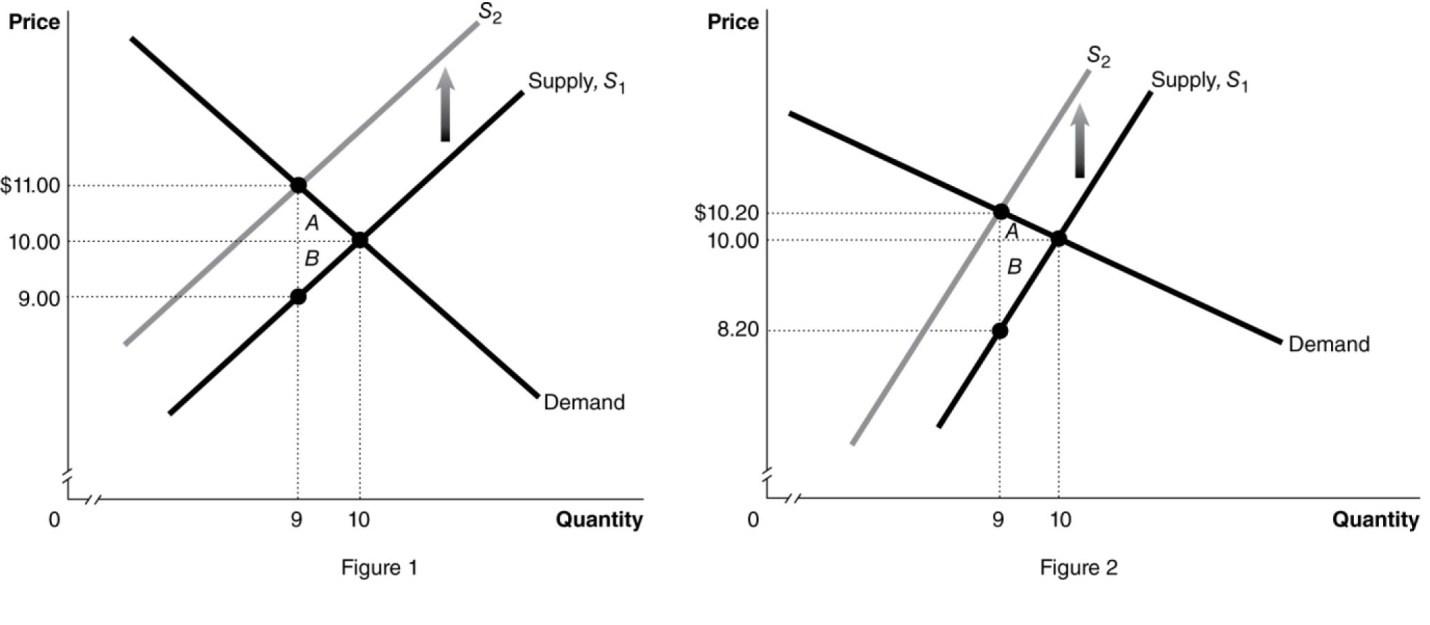 Price
S2
Supply, S1
$11.00
A
10.00
B
9.00
Demand
0
9
10
Quantity
Figure 1
Price
S2
Supply, S1
$10.20
A
10.00
B
8.20
Demand
0
9
10
Quantity
Figure 2